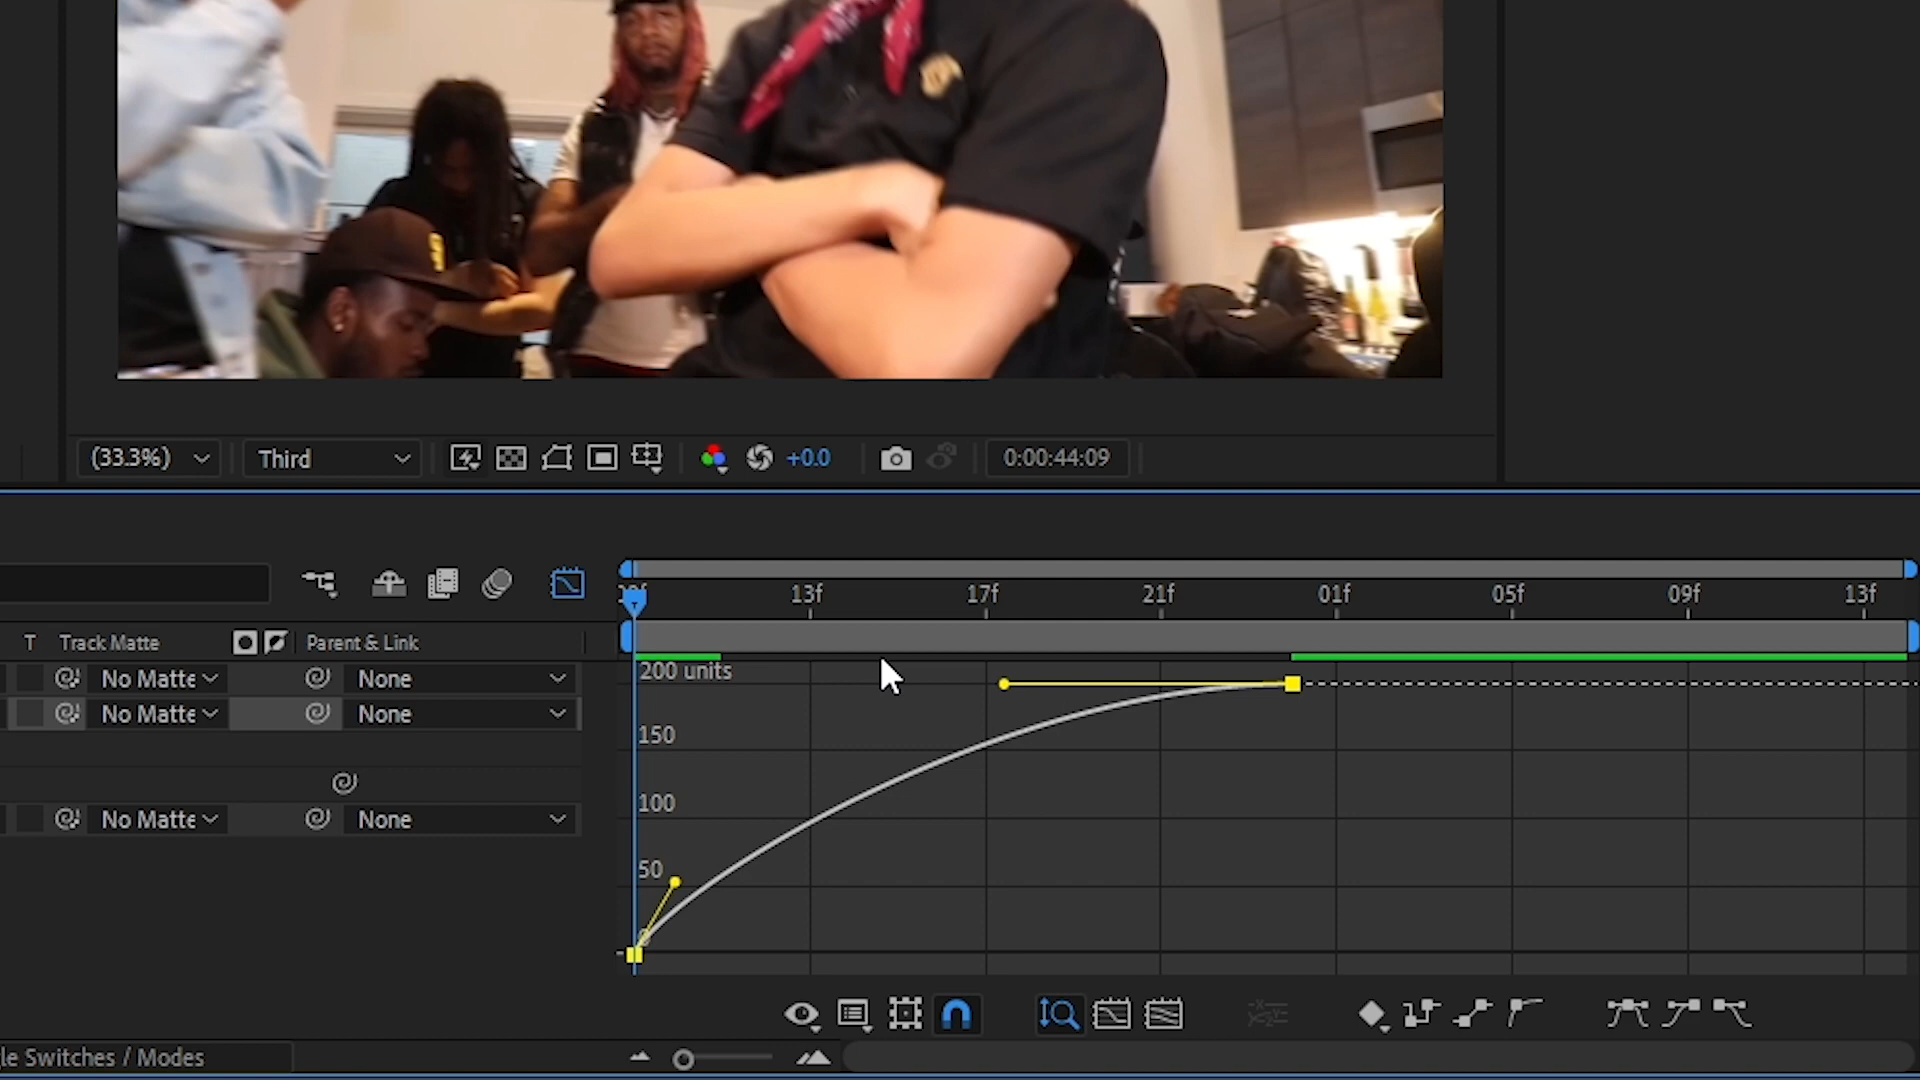 (33.3%)
Third
+0.0
0:00:44:09
13f
17f
21f
01f
05f
09f
13f
T
Track Matte
Parent & Link
200 units
No Matte
None
No Matte
None
150
100
No Matte
None
50
le Switches / Modes